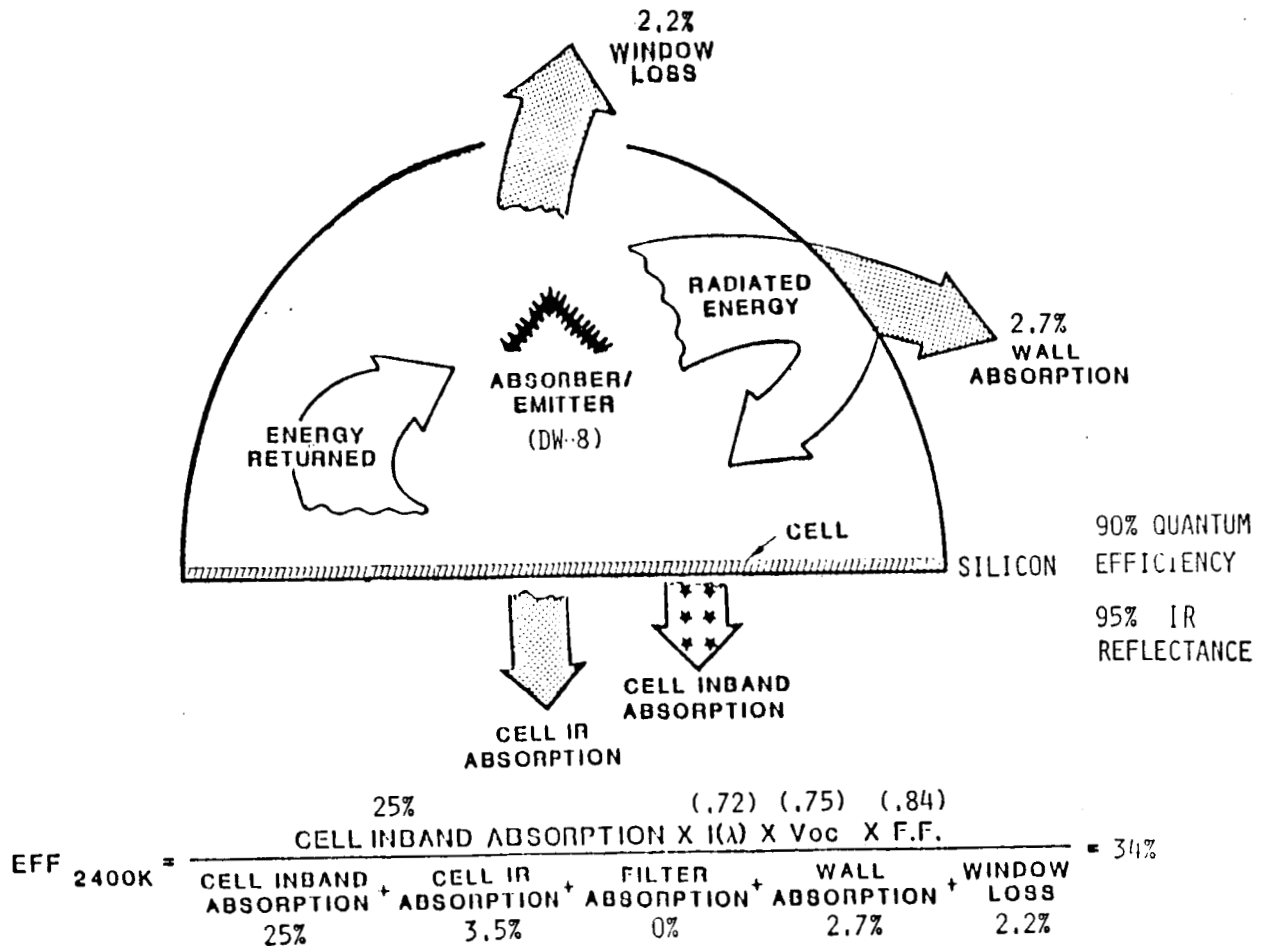 2.2%
WINDOW
LOSS
RADIATED
ENERGY
2.7%
WALL
ABSORPTION
ABSORBER/
EMITTER
(DW-8)
ENERGY
RETURNED
CELL
SILICON
90% QUANTUM
EFFICIENCY
95% IR
REFLECTANCE
CELL INBAND
ABSORPTION
CELL IR
ABSORPTION
25% (.72) (.75) (.84)
CELL INBAND ABSORPTION X I(λ) X Voc X F.F.
EFF 2400K = = 34%
CELL INBAND + CELL IR + FILTER + WALL + WINDOW
ABSORPTION ABSORPTION ABSORPTION ABSORPTION LOSS
25% 3.5% 0% 2.7% 2.2%